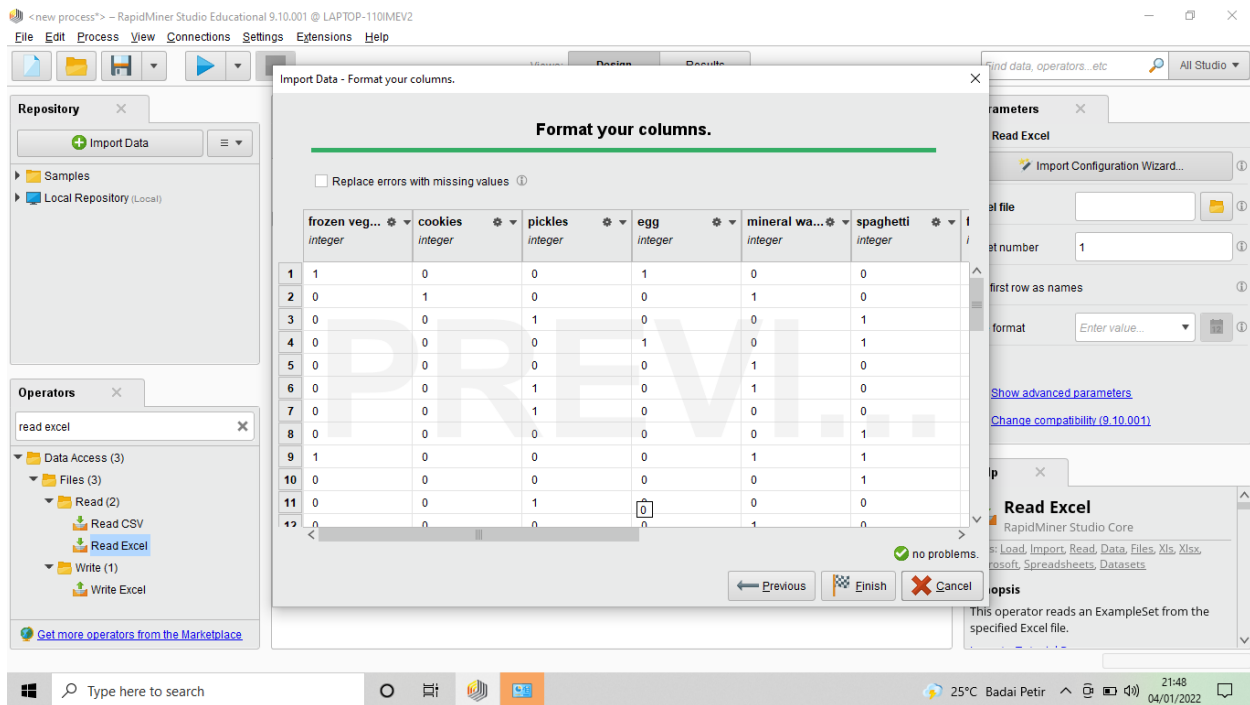 <new process*> – RapidMiner Studio Educational 9.10.001 @ LAPTOP-110IMEV2
File Edit Process View Connections Settings Extensions Help
Design Results
Find data, operators...etc All Studio
Repository
Import Data
Samples
Local Repository (Local)
Operators
read excel
Data Access (3)
Files (3)
Read (2)
Read CSV
Read Excel
Write (1)
Write Excel
Get more operators from the Marketplace
Import Data - Format your columns.
Format your columns.
Replace errors with missing values
frozen veg... cookies pickles egg mineral wa... spaghetti f
integer integer integer integer integer integer i
1 1 0 0 1 0 0
2 0 1 0 0 1 0
3 0 0 1 0 0 1
4 0 0 0 1 0 1
5 0 0 0 0 1 0
6 0 0 1 0 1 0
7 0 0 1 0 0 0
8 0 0 0 0 0 1
9 1 0 0 0 1 1
10 0 0 0 0 0 1
11 0 0 1 0 0 0
12 0 0 0 0 1 0
0
PREVI...
no problems.
Previous Finish Cancel
rameters
Read Excel
Import Configuration Wizard...
el file
et number 1
first row as names
format Enter value...
Show advanced parameters
Change compatibility (9.10.001)
lp
Read Excel
RapidMiner Studio Core
s: Load, Import, Read, Data, Files, Xls, Xlsx,
rosoft, Spreadsheets, Datasets
nopsis
This operator reads an ExampleSet from the
specified Excel file.
Type here to search
25°C Badai Petir
21:48
04/01/2022